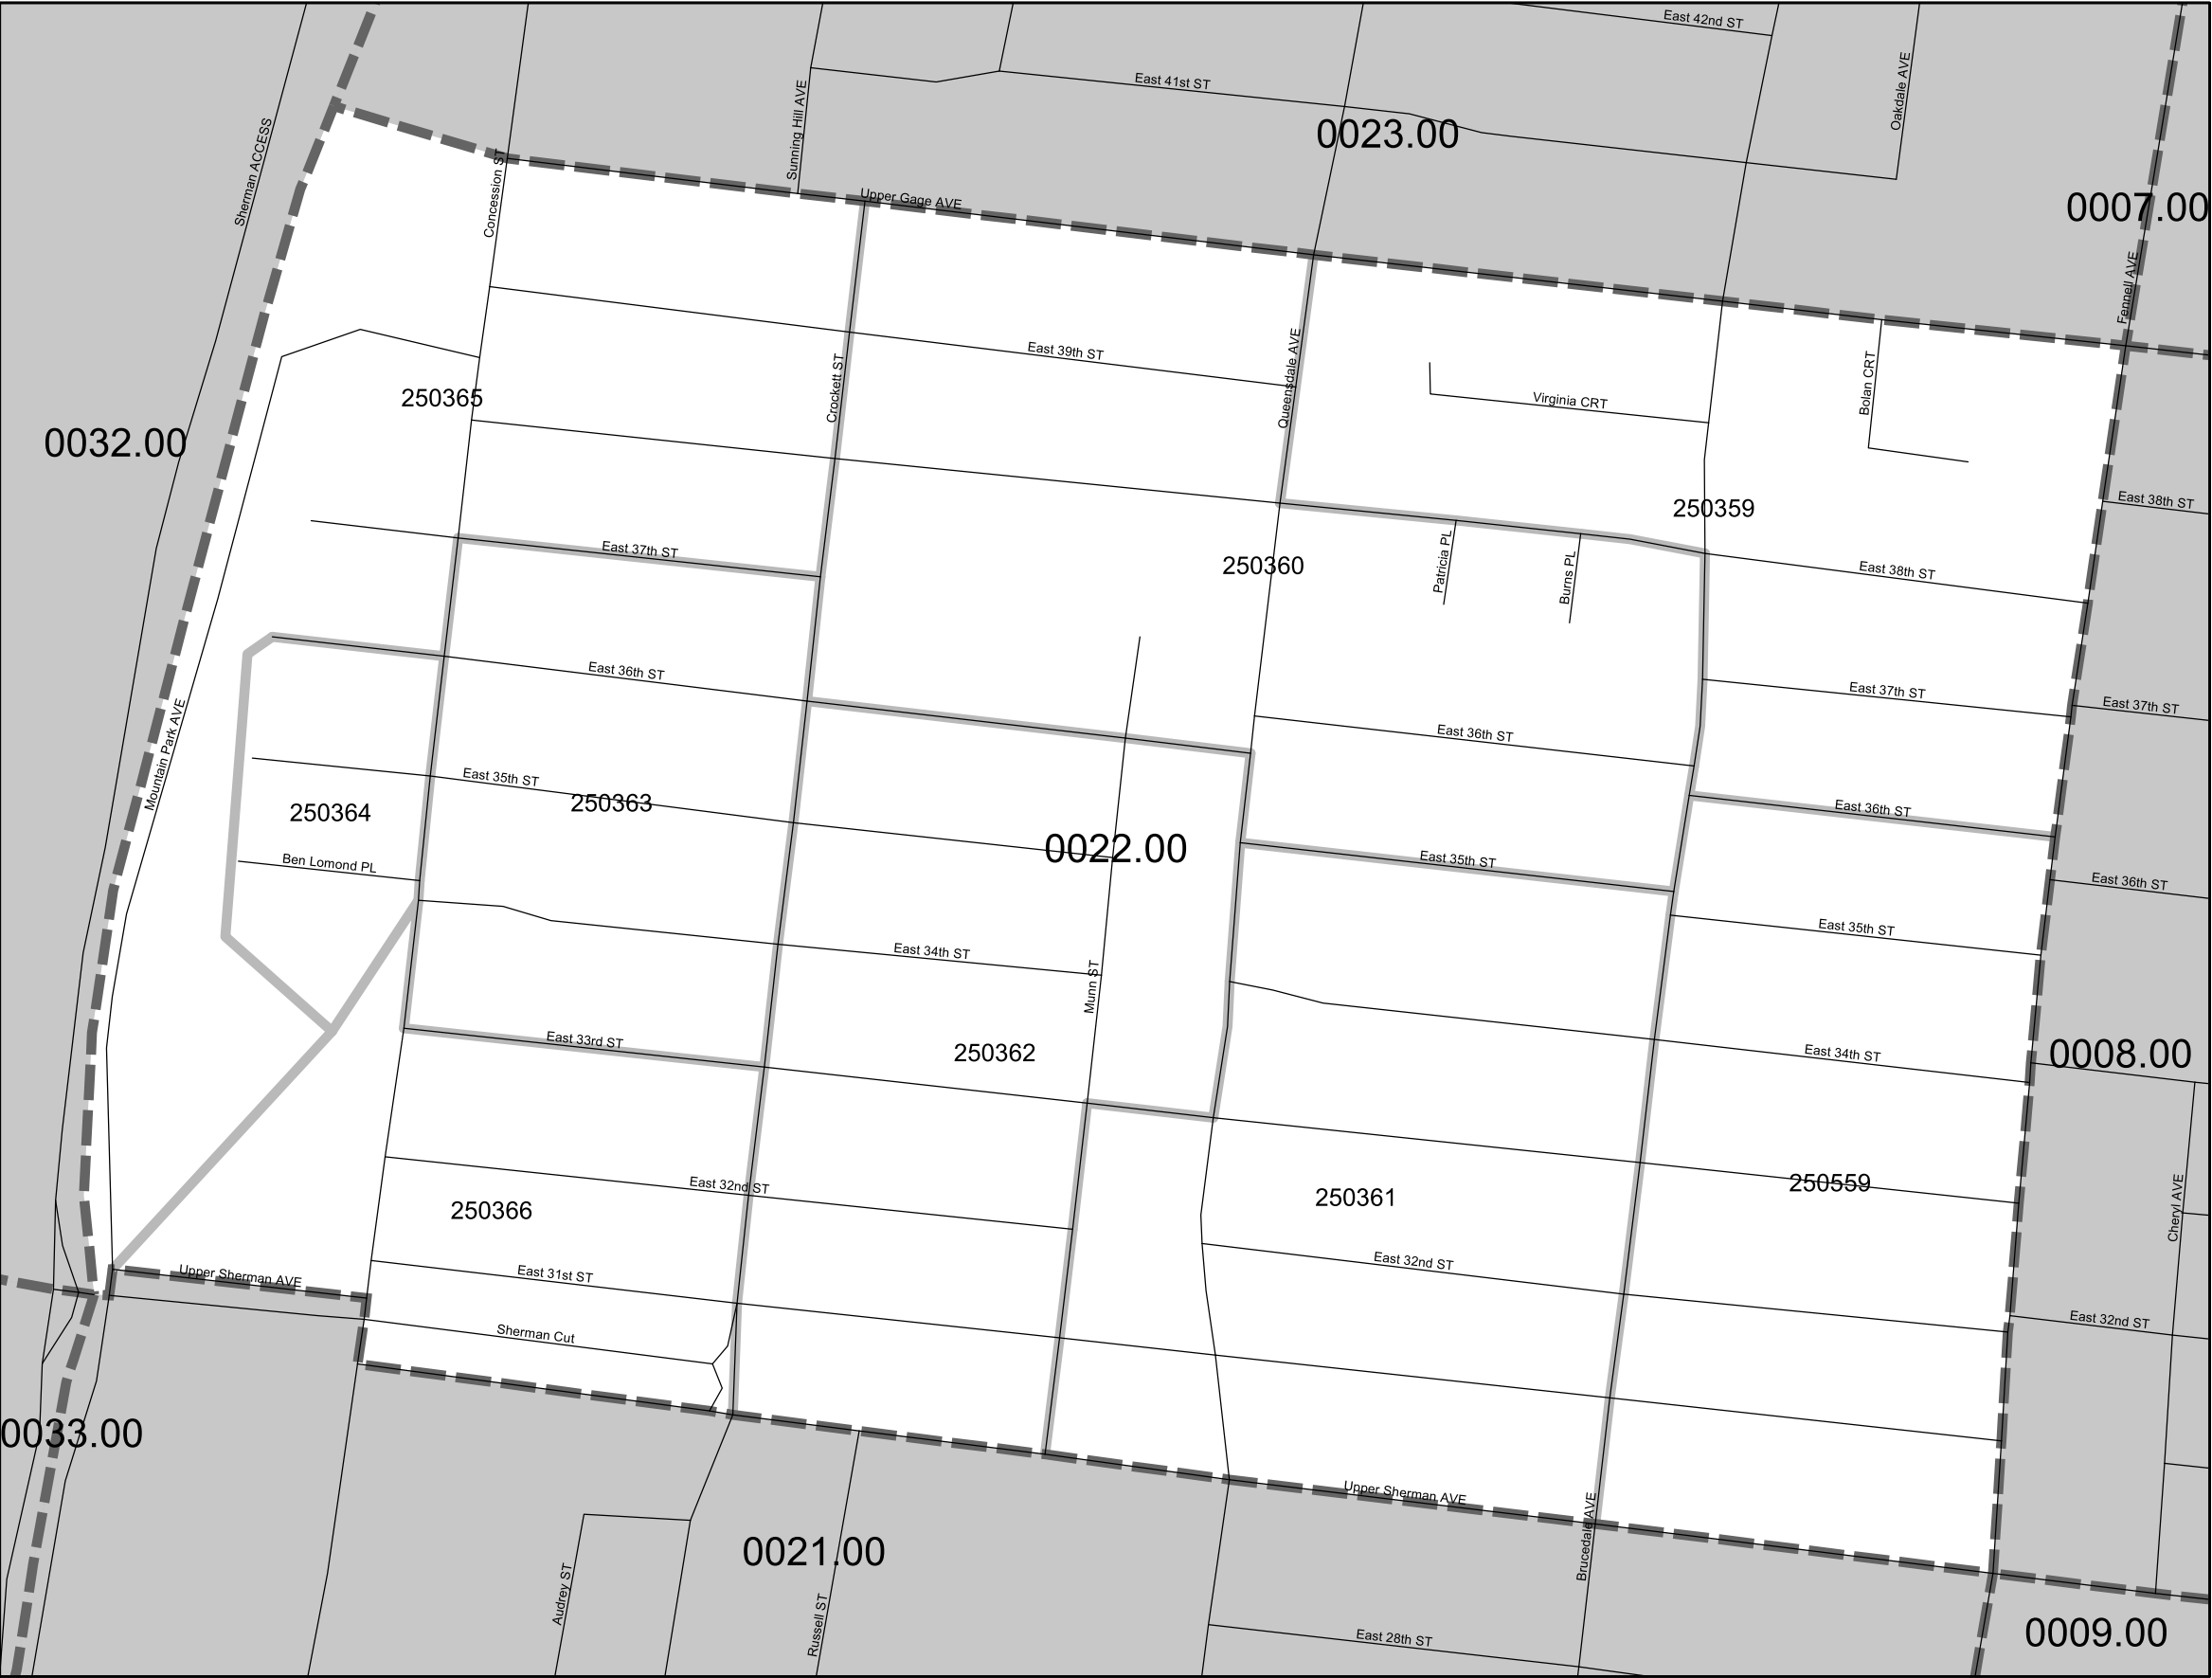 East 42nd ST
East 41st ST
Oakdale AVE
Sunning Hill AVE
0023.00
Sherman ACCESS
Concession ST
Upper Gage AVE
0007.00
Fennell AVE
East 39th ST
Crockett ST
Queensdale AVE
Virginia CRT
Bolan CRT
250365
0032.00
East 38th ST
250359
East 37th ST
250360
Patricia PL
Burns PL
East 38th ST
East 36th ST
East 37th ST
East 37th ST
Mountain Park AVE
East 36th ST
East 35th ST
250363
250364
East 36th ST
0022.00
East 35th ST
Ben Lomond PL
East 36th ST
East 34th ST
East 35th ST
Munn ST
East 33rd ST
250362
East 34th ST
0008.00
East 32nd ST
250366
250361
250559
Cheryl AVE
Upper Sherman AVE
East 31st ST
East 32nd ST
Sherman Cut
East 32nd ST
0033.00
Upper Sherman AVE
Brucedale AVE
0021.00
Audrey ST
Russell ST
East 28th ST
0009.00